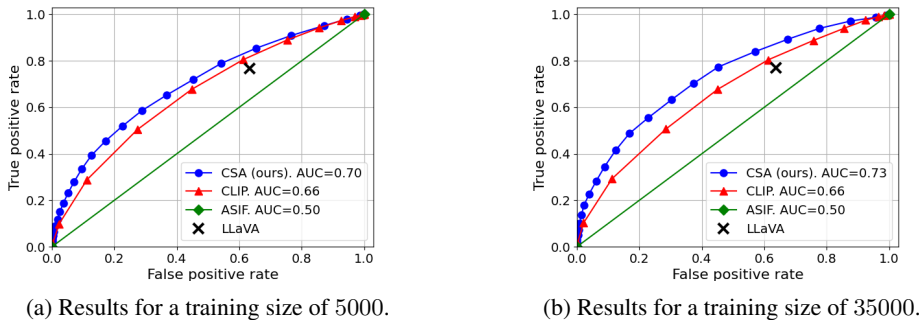 True positive rate
1.0
0.8
0.6
0.4
0.2
0.0
CSA (ours). AUC=0.70
CLIP. AUC=0.66
ASIF. AUC=0.50
LLaVA
0.0 0.2 0.4 0.6 0.8 1.0
False positive rate
(a) Results for a training size of 5000.
True positive rate
1.0
0.8
0.6
0.4
0.2
0.0
CSA (ours). AUC=0.73
CLIP. AUC=0.66
ASIF. AUC=0.50
LLaVA
0.0 0.2 0.4 0.6 0.8 1.0
False positive rate
(b) Results for a training size of 35000.